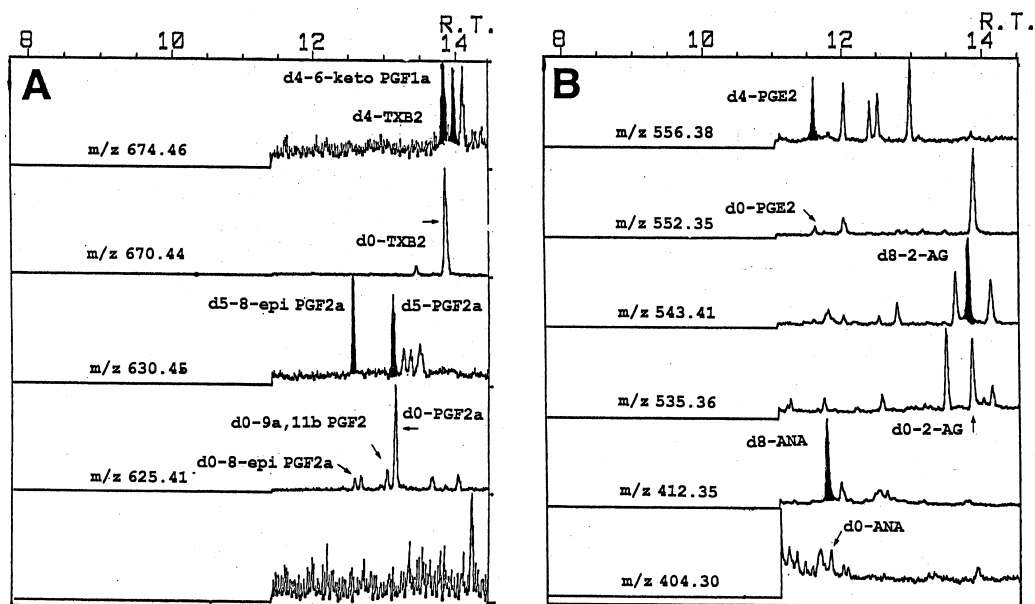 R.T.
8 10 12 14
A
d4-6-keto PGF1a
d4-TXB2
m/z 674.46
d0-TXB2
m/z 670.44
d5-8-epi PGF2a
d5-PGF2a
m/z 630.45
d0-9a,11b PGF2
d0-PGF2a
d0-8-epi PGF2a
m/z 625.41
R.T.
8 10 12 14
B
d4-PGE2
m/z 556.38
d0-PGE2
m/z 552.35
d8-2-AG
m/z 543.41
m/z 535.36
d0-2-AG
d8-ANA
m/z 412.35
d0-ANA
m/z 404.30